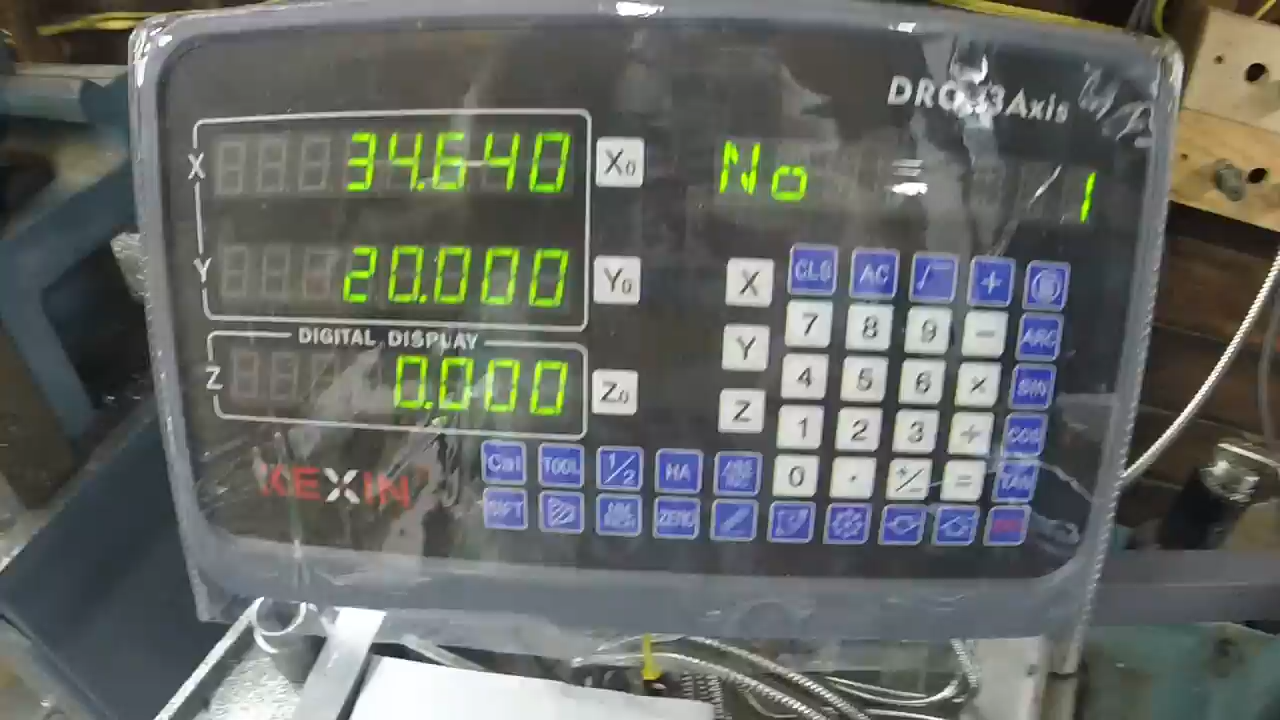 DRO 3Axis
X 34.640 X0
No = 1
Y 20.000 Y0
DIGITAL DISPLAY
Z 0.000 Z0
KEXIN
X CLS AC √
+
Y 7 8 9 − ARC
4 5 6 × SIN
Z 1 2 3 ÷ COS
0 . +/− = TAN
Cal TOOL 1/2 HA
SIFT ZERO